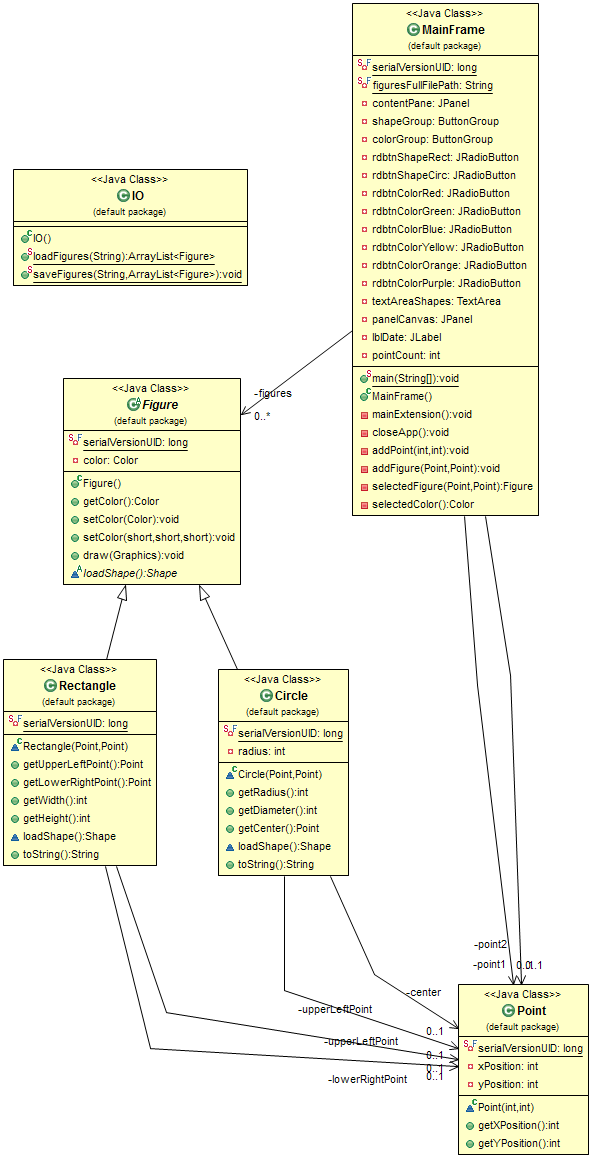 <<Java Class>>
MainFrame
(default package)
serialVersionUID: long
figuresFullFilePath: String
contentPane: JPanel
shapeGroup: ButtonGroup
colorGroup: ButtonGroup
rdbtnShapeRect: JRadioButton
rdbtnShapeCirc: JRadioButton
rdbtnColorRed: JRadioButton
rdbtnColorGreen: JRadioButton
rdbtnColorBlue: JRadioButton
rdbtnColorYellow: JRadioButton
rdbtnColorOrange: JRadioButton
rdbtnColorPurple: JRadioButton
textAreaShapes: TextArea
panelCanvas: JPanel
lblDate: JLabel
pointCount: int
main(String[]):void
MainFrame()
mainExtension():void
closeApp():void
addPoint(int,int):void
addFigure(Point,Point):void
selectedFigure(Point,Point):Figure
selectedColor():Color
<<Java Class>>
IO
(default package)
IO()
loadFigures(String):ArrayList<Figure>
saveFigures(String,ArrayList<Figure>):void
-figures
0..*
<<Java Class>>
Figure
(default package)
serialVersionUID: long
color: Color
Figure()
getColor():Color
setColor(Color):void
setColor(short,short,short):void
draw(Graphics):void
loadShape():Shape
<<Java Class>>
Rectangle
(default package)
serialVersionUID: long
Rectangle(Point,Point)
getUpperLeftPoint():Point
getLowerRightPoint():Point
getWidth():int
getHeight():int
loadShape():Shape
toString():String
<<Java Class>>
Circle
(default package)
serialVersionUID: long
radius: int
Circle(Point,Point)
getRadius():int
getDiameter():int
getCenter():Point
loadShape():Shape
toString():String
-point2
-point1
0..1
0..1
-center
0..1
-upperLeftPoint
0..1
-upperLeftPoint
0..1
-lowerRightPoint
0..1
<<Java Class>>
Point
(default package)
serialVersionUID: long
xPosition: int
yPosition: int
Point(int,int)
getXPosition():int
getYPosition():int